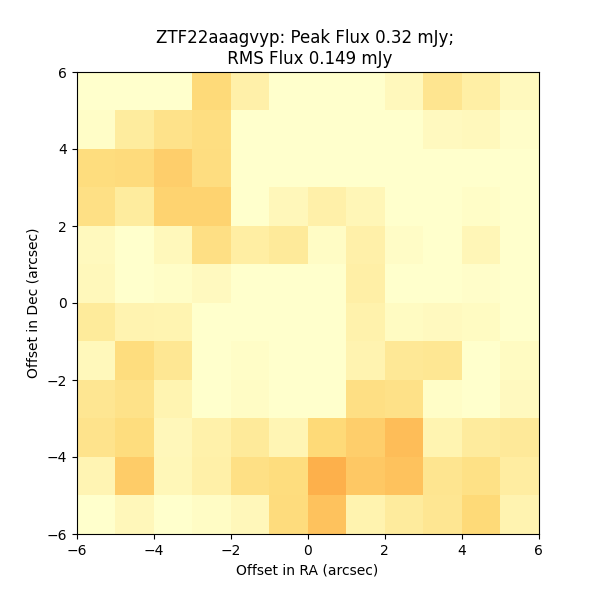 ZTF22aaagvyp: Peak Flux 0.32 mJy;
RMS Flux 0.149 mJy
6
4
2
0
−2
−4
−6
Offset in Dec (arcsec)
−6 −4 −2 0 2 4 6
Offset in RA (arcsec)